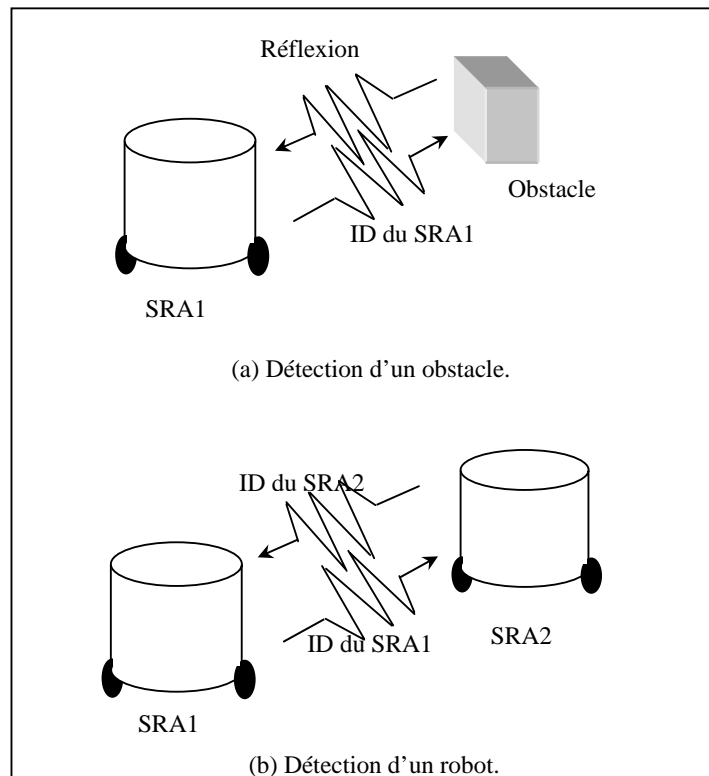 Réflexion
Obstacle
ID du SRA1
SRA1
(a) Détection d’un obstacle.
ID du SRA2
ID du SRA1
SRA2
SRA1
(b) Détection d’un robot.